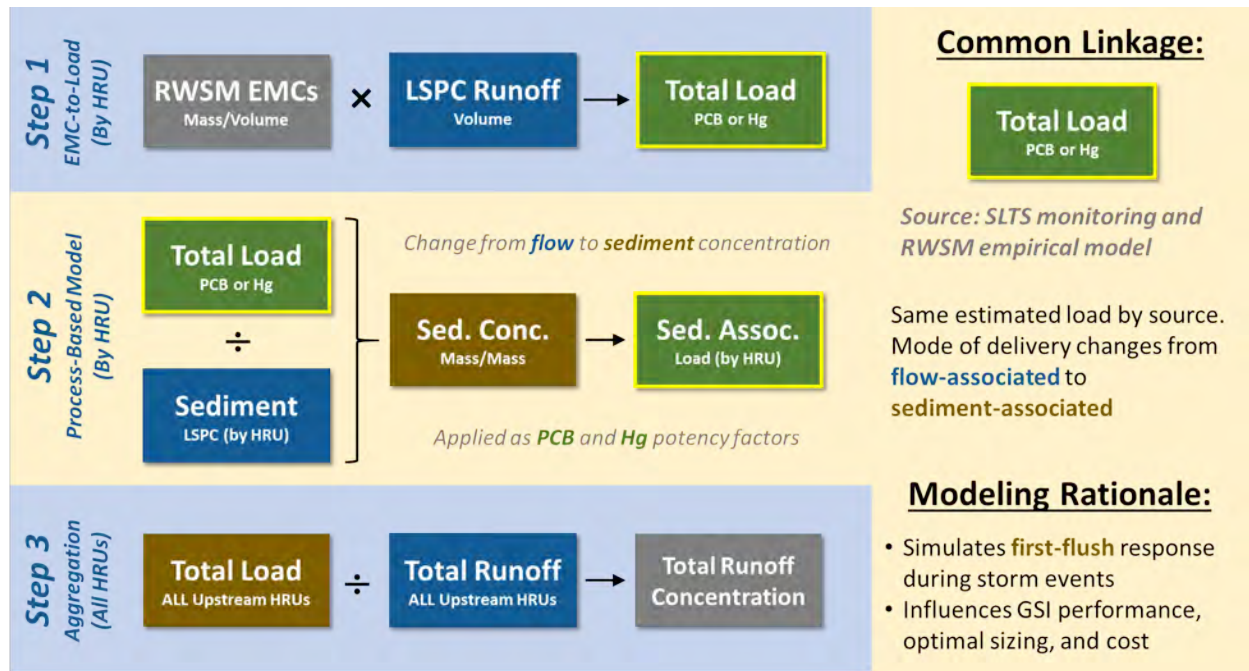 Step 1
EMC-to-Load
(By HRU)
RWSM EMCs
Mass/Volume
×
LSPC Runoff
Volume
Total Load
PCB or Hg
Step 2
Process-Based Model
(By HRU)
Total Load
PCB or Hg
÷
Sediment
LSPC (by HRU)
Change from flow to sediment concentration
Sed. Conc.
Mass/Mass
Sed. Assoc.
Load (by HRU)
Applied as PCB and Hg potency factors
Step 3
Aggregation
(All HRUs)
Total Load
ALL Upstream HRUs
÷
Total Runoff
ALL Upstream HRUs
Total Runoff
Concentration
Common Linkage:
Total Load
PCB or Hg
Source: SLTS monitoring and
RWSM empirical model
Same estimated load by source.
Mode of delivery changes from
flow-associated to
sediment-associated
Modeling Rationale:
• Simulates first-flush response
during storm events
• Influences GSI performance,
optimal sizing, and cost